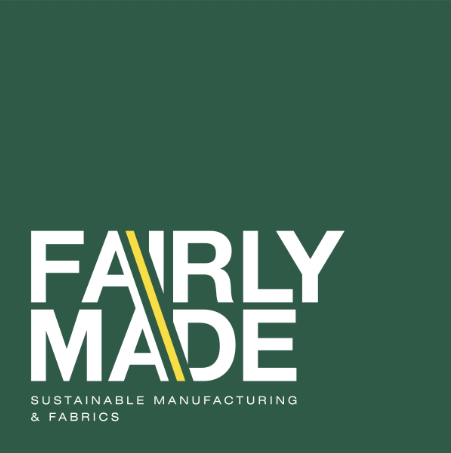 FAIRLY
MADE
SUSTAINABLE MANUFACTURING
& FABRICS